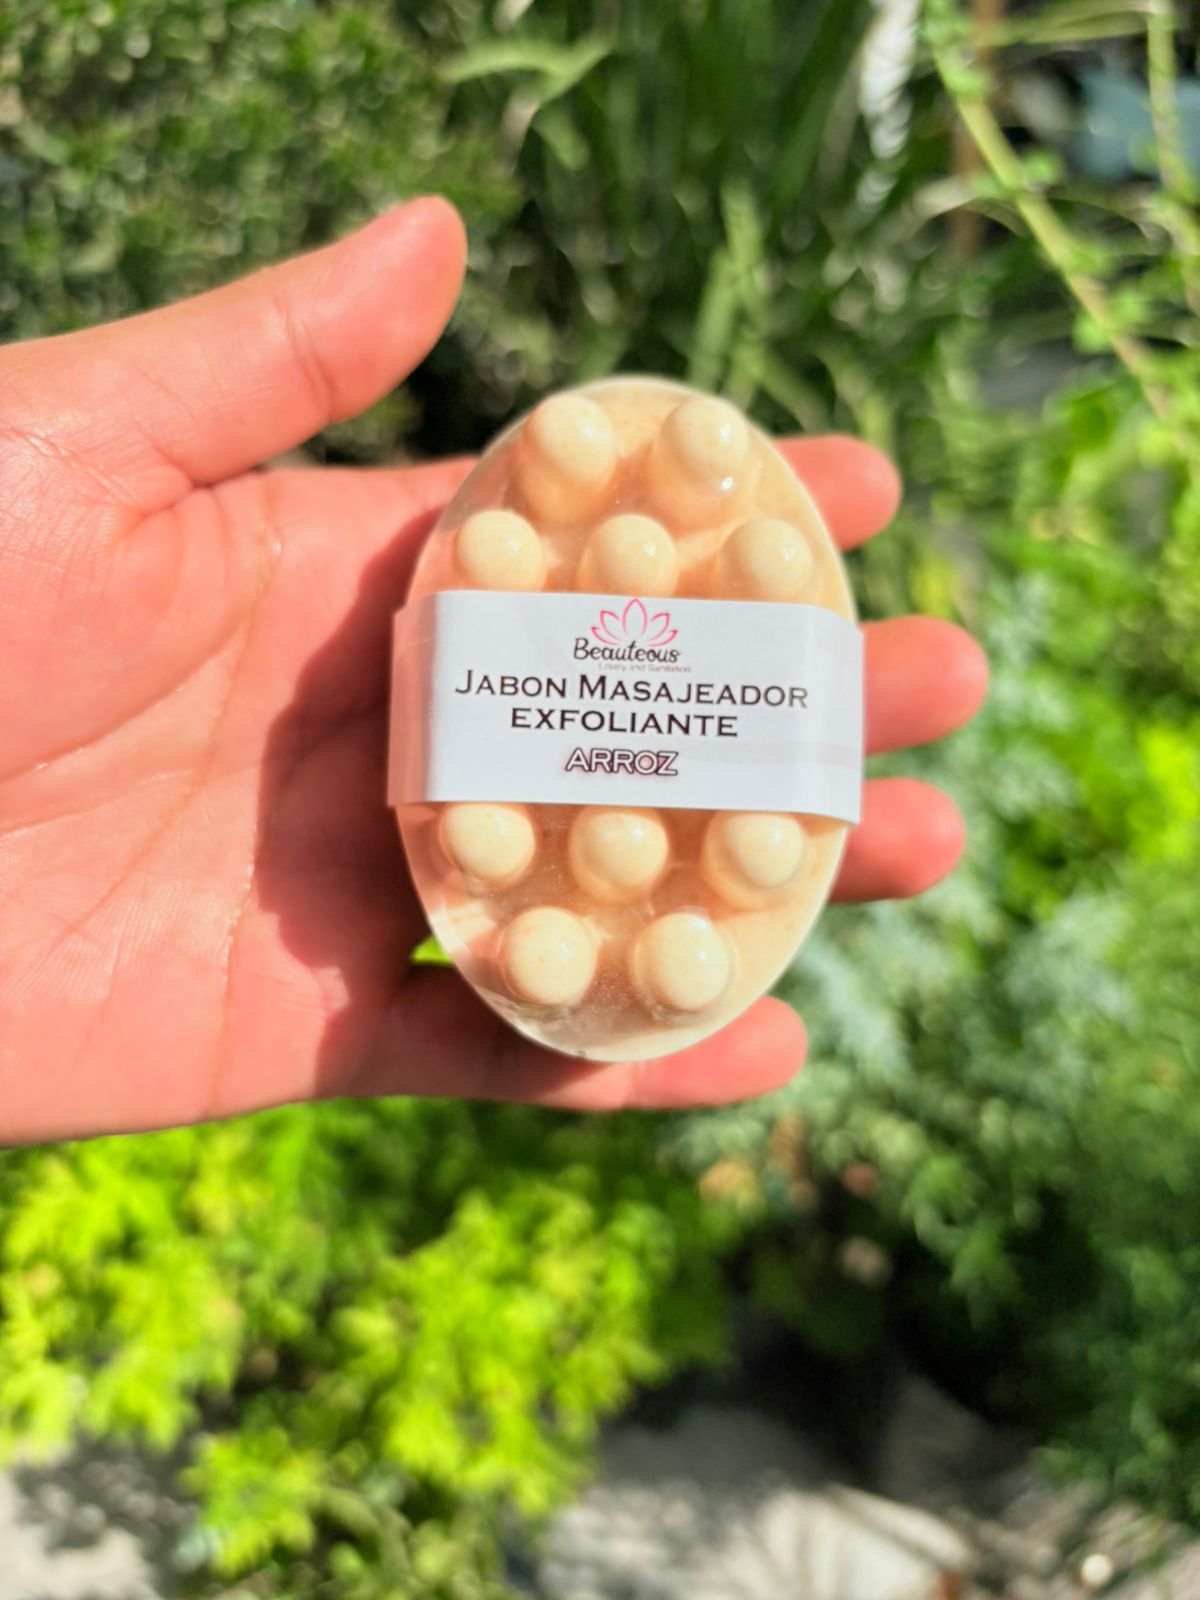 Beauteous
Lovely and Sanitation
JABON MASAJEADOR
EXFOLIANTE
ARROZ